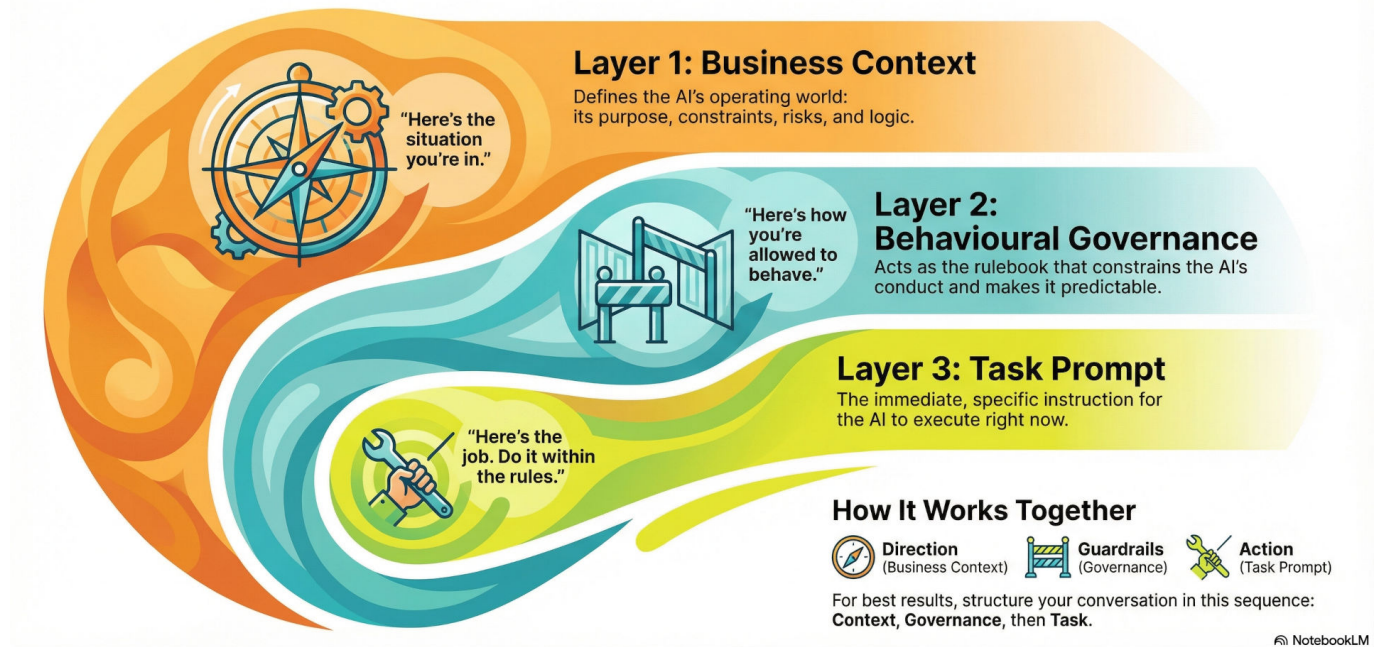 Layer 1: Business Context
Defines the AI's operating world:
its purpose, constraints, risks, and logic.
"Here's the
situation
you're in."
Layer 2:
Behavioural Governance
Acts as the rulebook that constrains the AI's
conduct and makes it predictable.
"Here's how
you're
allowed to
behave."
Layer 3: Task Prompt
The immediate, specific instruction for
the AI to execute right now.
"Here's the
job. Do it within
the rules."
How It Works Together
Direction
(Business Context)
Guardrails
(Governance)
Action
(Task Prompt)
For best results, structure your conversation in this sequence:
Context, Governance, then Task.
NotebookLM